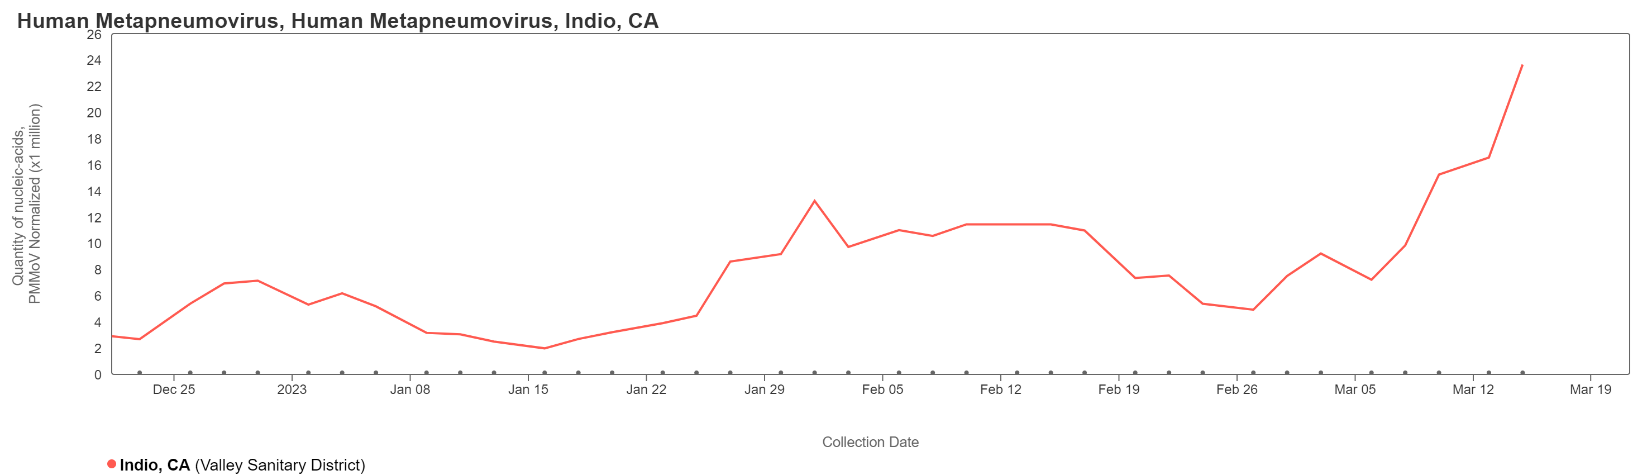 Human Metapneumovirus, Human Metapneumovirus, Indio, CA
26
24
22
20
18
16
14
12
10
8
6
4
2
0
Quantity of nucleic-acids,
PMMoV Normalized (x1 million)
Dec 25 2023 Jan 08 Jan 15 Jan 22 Jan 29 Feb 05 Feb 12 Feb 19 Feb 26 Mar 05 Mar 12 Mar 19
Collection Date
Indio, CA (Valley Sanitary District)